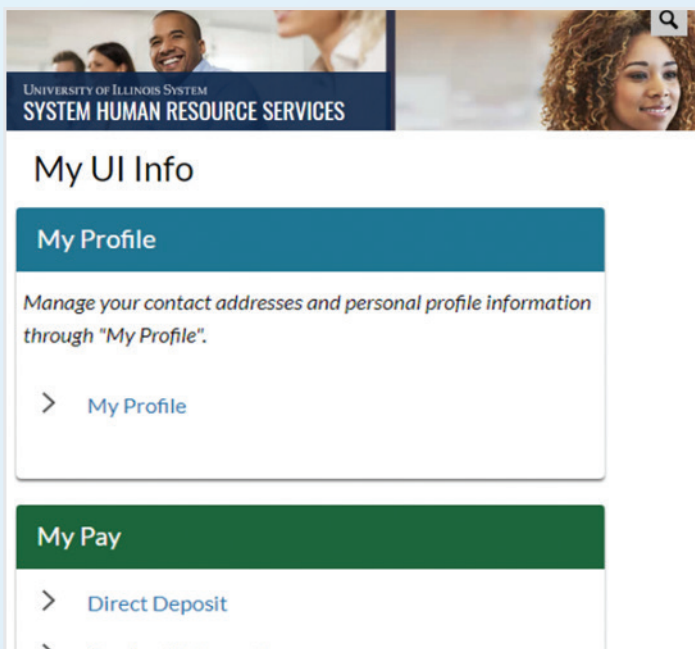 UNIVERSITY OF ILLINOIS SYSTEM
SYSTEM HUMAN RESOURCE SERVICES
My UI Info
My Profile
Manage your contact addresses and personal profile information
through "My Profile".
My Profile
My Pay
Direct Deposit